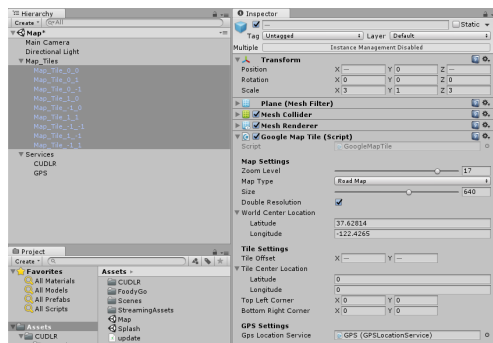 Hierarchy
Create
All
Map*
Main Camera
Directional Light
Map_Tiles
Map_Tile_0_0
Map_Tile_0_1
Map_Tile_0_-1
Map_Tile_1_0
Map_Tile_-1_0
Map_Tile_1_1
Map_Tile_-1_-1
Map_Tile_1_-1
Map_Tile_-1_1
Services
CUDLR
GPS
Project
Create
Favorites
All Materials
All Models
All Prefabs
All Scripts
Assets
CUDLR
Assets
CUDLR
FoodyGo
Scenes
StreamingAssets
Map
Splash
update
Inspector
—
Static
Tag Untagged Layer Default
Multiple Instance Management Disabled
Transform
Position X — Y 0 Z —
Rotation X 0 Y 0 Z 0
Scale X 3 Y 1 Z 3
Plane (Mesh Filter)
Mesh Collider
Mesh Renderer
Google Map Tile (Script)
Script GoogleMapTile
Map Settings
Zoom Level 17
Map Type Road Map
Size 640
Double Resolution
World Center Location
Latitude 37.62814
Longitude -122.4265
Tile Settings
Tile Offset X — Y —
Tile Center Location
Latitude 0
Longitude 0
Top Left Corner X 0 Y 0
Bottom Right Corner X 0 Y 0
GPS Settings
Gps Location Service GPS (GPSLocationService)